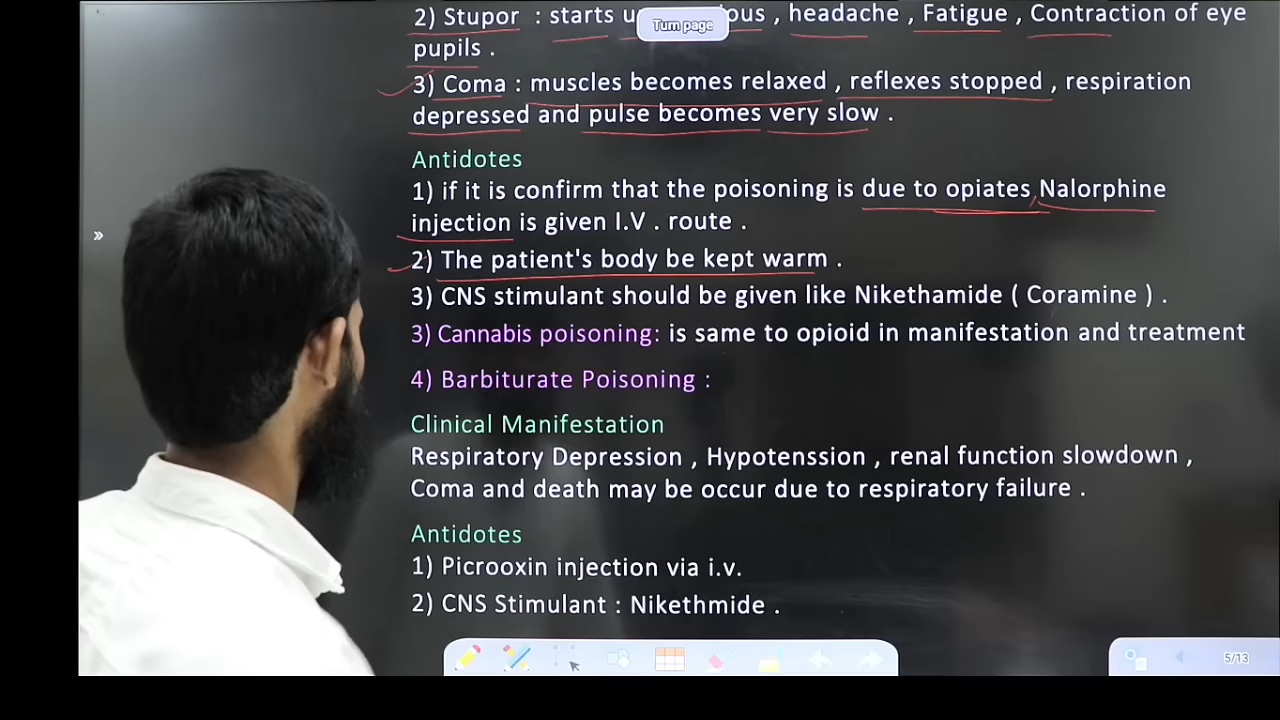 2) Stupor : starts , headache , Fatigue , Contraction of eye
Turn page
pupils .
3) Coma : muscles becomes relaxed , reflexes stopped , respiration
depressed and pulse becomes very slow .
Antidotes
1) if it is confirm that the poisoning is due to opiates, Nalorphine
injection is given I.V . route .
»
2) The patient's body be kept warm .
3) CNS stimulant should be given like Nikethamide ( Coramine ) .
3) Cannabis poisoning: is same to opioid in manifestation and treatment
4) Barbiturate Poisoning :
Clinical Manifestation
Respiratory Depression , Hypotenssion , renal function slowdown ,
Coma and death may be occur due to respiratory failure .
Antidotes
1) Picrooxin injection via i.v.
2) CNS Stimulant : Nikethmide .
5/13